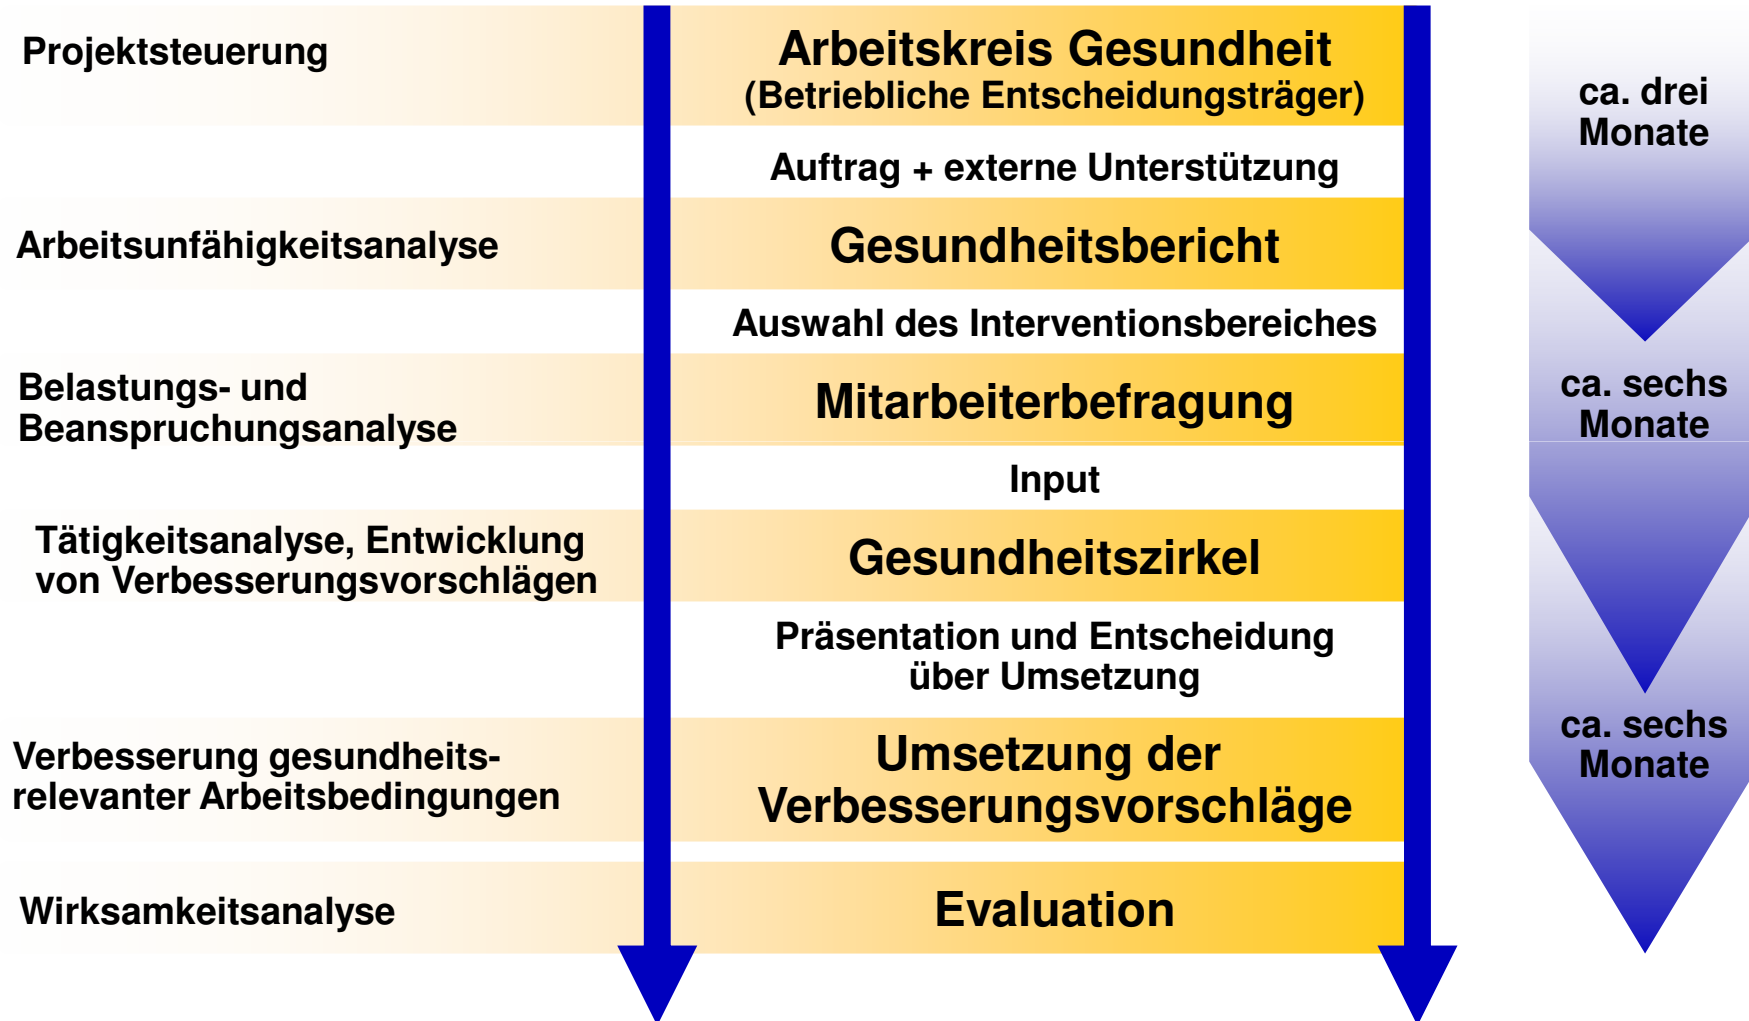 Projektsteuerung
Arbeitskreis Gesundheit
(Betriebliche Entscheidungsträger)
ca. drei
Monate
Auftrag + externe Unterstützung
Arbeitsunfähigkeitsanalyse
Gesundheitsbericht
Auswahl des Interventionsbereiches
Belastungs- und
Beanspruchungsanalyse
Mitarbeiterbefragung
ca. sechs
Monate
Input
Tätigkeitsanalyse, Entwicklung
von Verbesserungsvorschlägen
Gesundheitszirkel
Präsentation und Entscheidung
über Umsetzung
Verbesserung gesundheits-
relevanter Arbeitsbedingungen
Umsetzung der
Verbesserungsvorschläge
ca. sechs
Monate
Wirksamkeitsanalyse
Evaluation